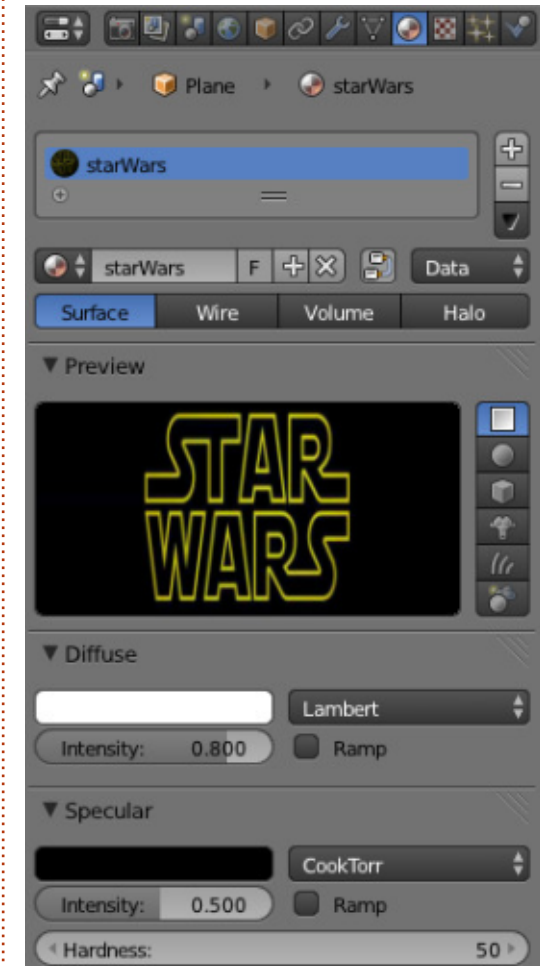 Plane starWars
starWars
starWars F Data
Surface Wire Volume Halo
Preview
STAR
WARS
Diffuse
Lambert
Intensity: 0.800 Ramp
Specular
CookTorr
Intensity: 0.500 Ramp
Hardness: 50